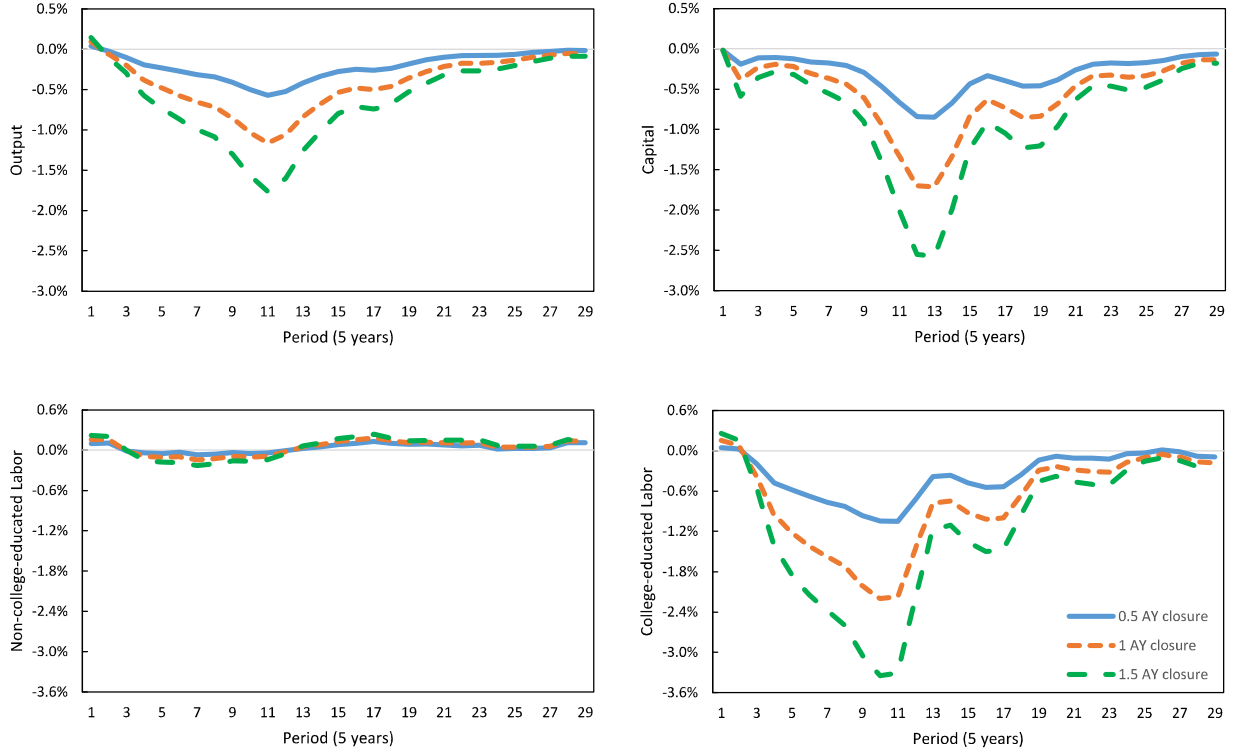 0.5%
0.0%
-0.5%
-1.0%
-1.5%
-2.0%
-2.5%
-3.0%
Output
1 3 5 7 9 11 13 15 17 19 21 23 25 27 29
Period (5 years)
0.5%
0.0%
-0.5%
-1.0%
-1.5%
-2.0%
-2.5%
-3.0%
Capital
1 3 5 7 9 11 13 15 17 19 21 23 25 27 29
Period (5 years)
0.6%
0.0%
-0.6%
-1.2%
-1.8%
-2.4%
-3.0%
-3.6%
Non-college-educated Labor
1 3 5 7 9 11 13 15 17 19 21 23 25 27 29
Period (5 years)
0.6%
0.0%
-0.6%
-1.2%
-1.8%
-2.4%
-3.0%
-3.6%
College-educated Labor
0.5 AY closure
1 AY closure
1.5 AY closure
1 3 5 7 9 11 13 15 17 19 21 23 25 27 29
Period (5 years)